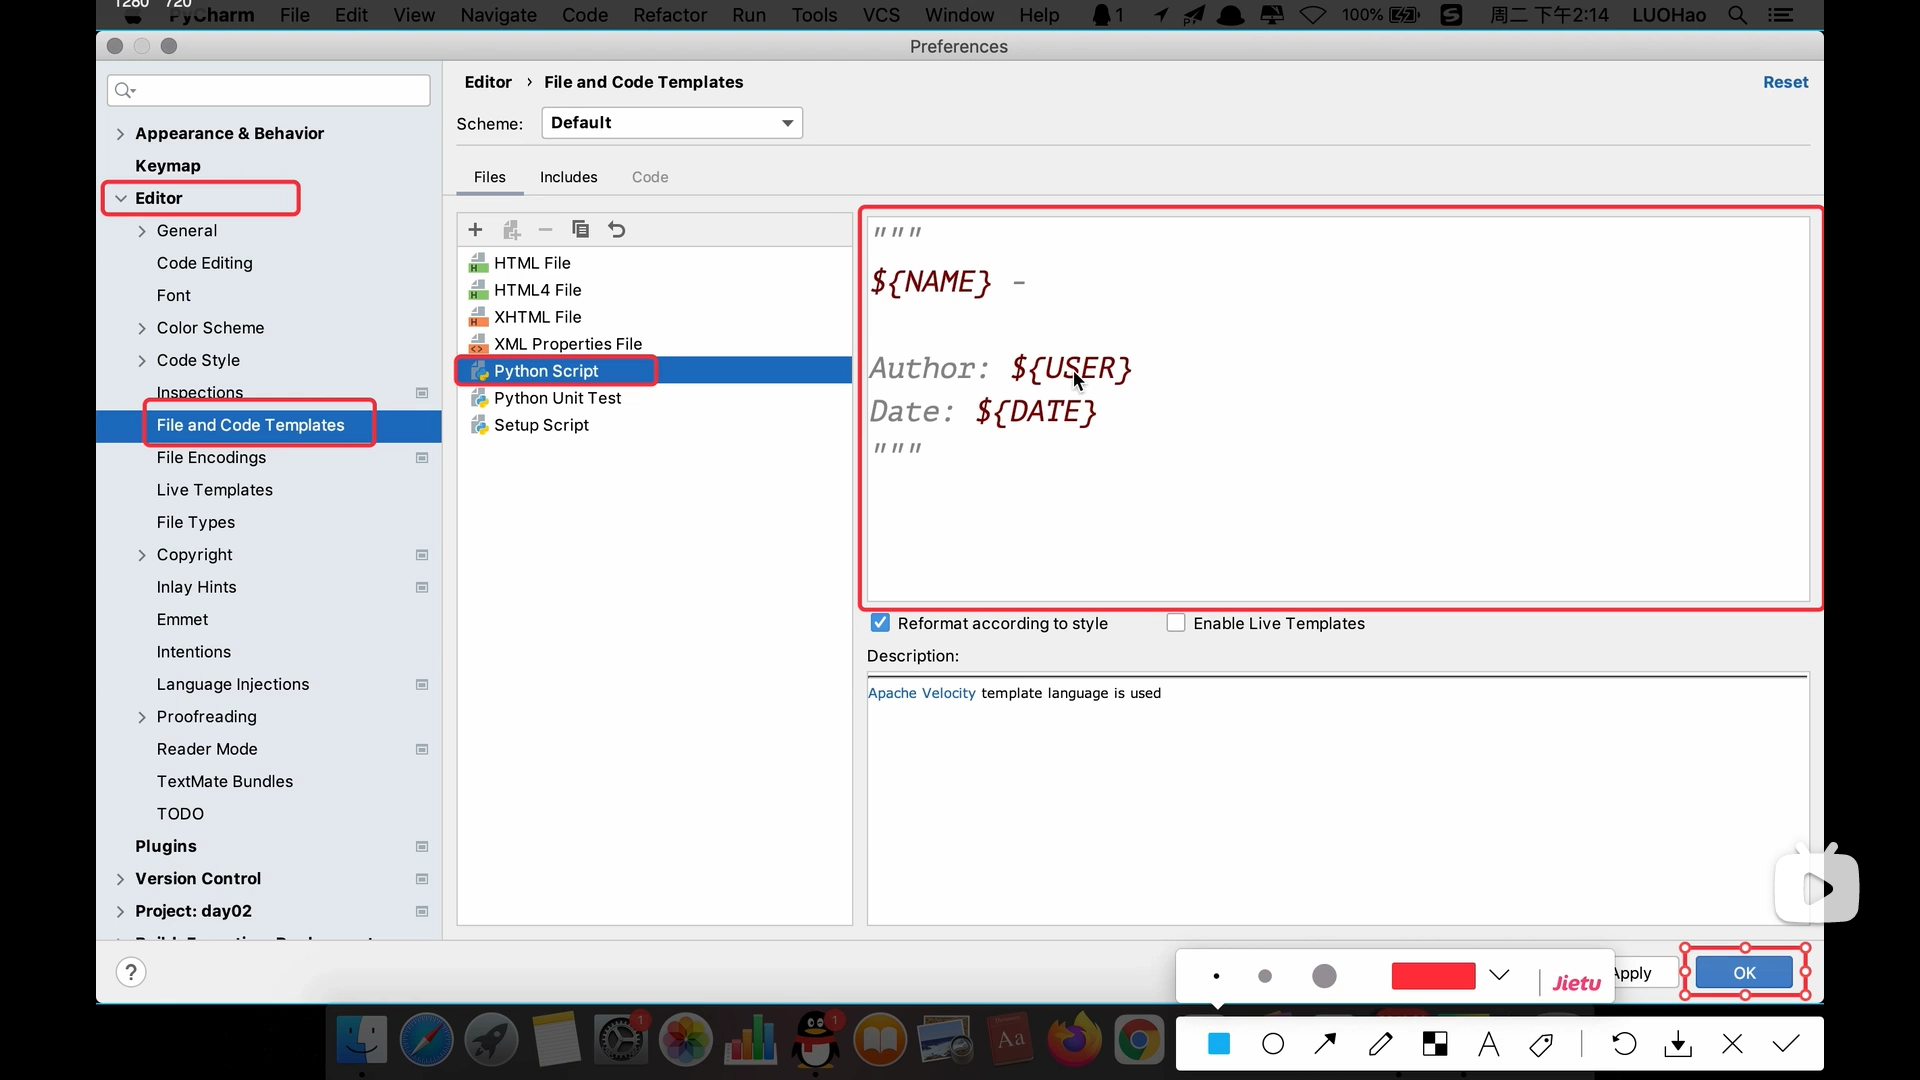 1280 720
PyCharm File Edit View Navigate Code Refactor Run Tools VCS Window Help 1 100% 周二 下午2:14 LUOHao
Preferences
Editor › File and Code Templates
Reset
Scheme: Default
Files Includes Code
Appearance & Behavior
Keymap
Editor
General
Code Editing
Font
Color Scheme
Code Style
Inspections
File and Code Templates
File Encodings
Live Templates
File Types
Copyright
Inlay Hints
Emmet
Intentions
Language Injections
Proofreading
Reader Mode
TextMate Bundles
TODO
Plugins
Version Control
Project: day02
HTML File
HTML4 File
XHTML File
XML Properties File
Python Script
Python Unit Test
Setup Script
"""
${NAME} -
Author: ${USER}
Date: ${DATE}
"""
Reformat according to style
Enable Live Templates
Description:
Apache Velocity template language is used
?
Jietu
Apply
OK
1
1
Aa
A